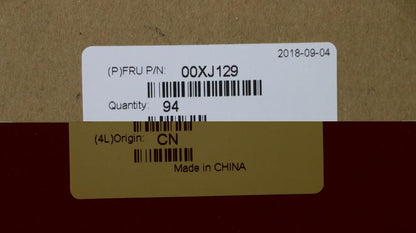 2018-09-04
(P)FRU P/N: 00XJ129
Quantity: 94
(4L)Origin: CN
Made in CHINA